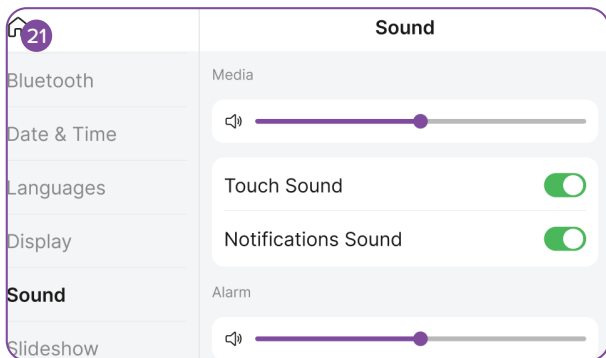 21
Sound
Bluetooth
Date & Time
Languages
Display
Sound
Slideshow
Media
Touch Sound
Notifications Sound
Alarm